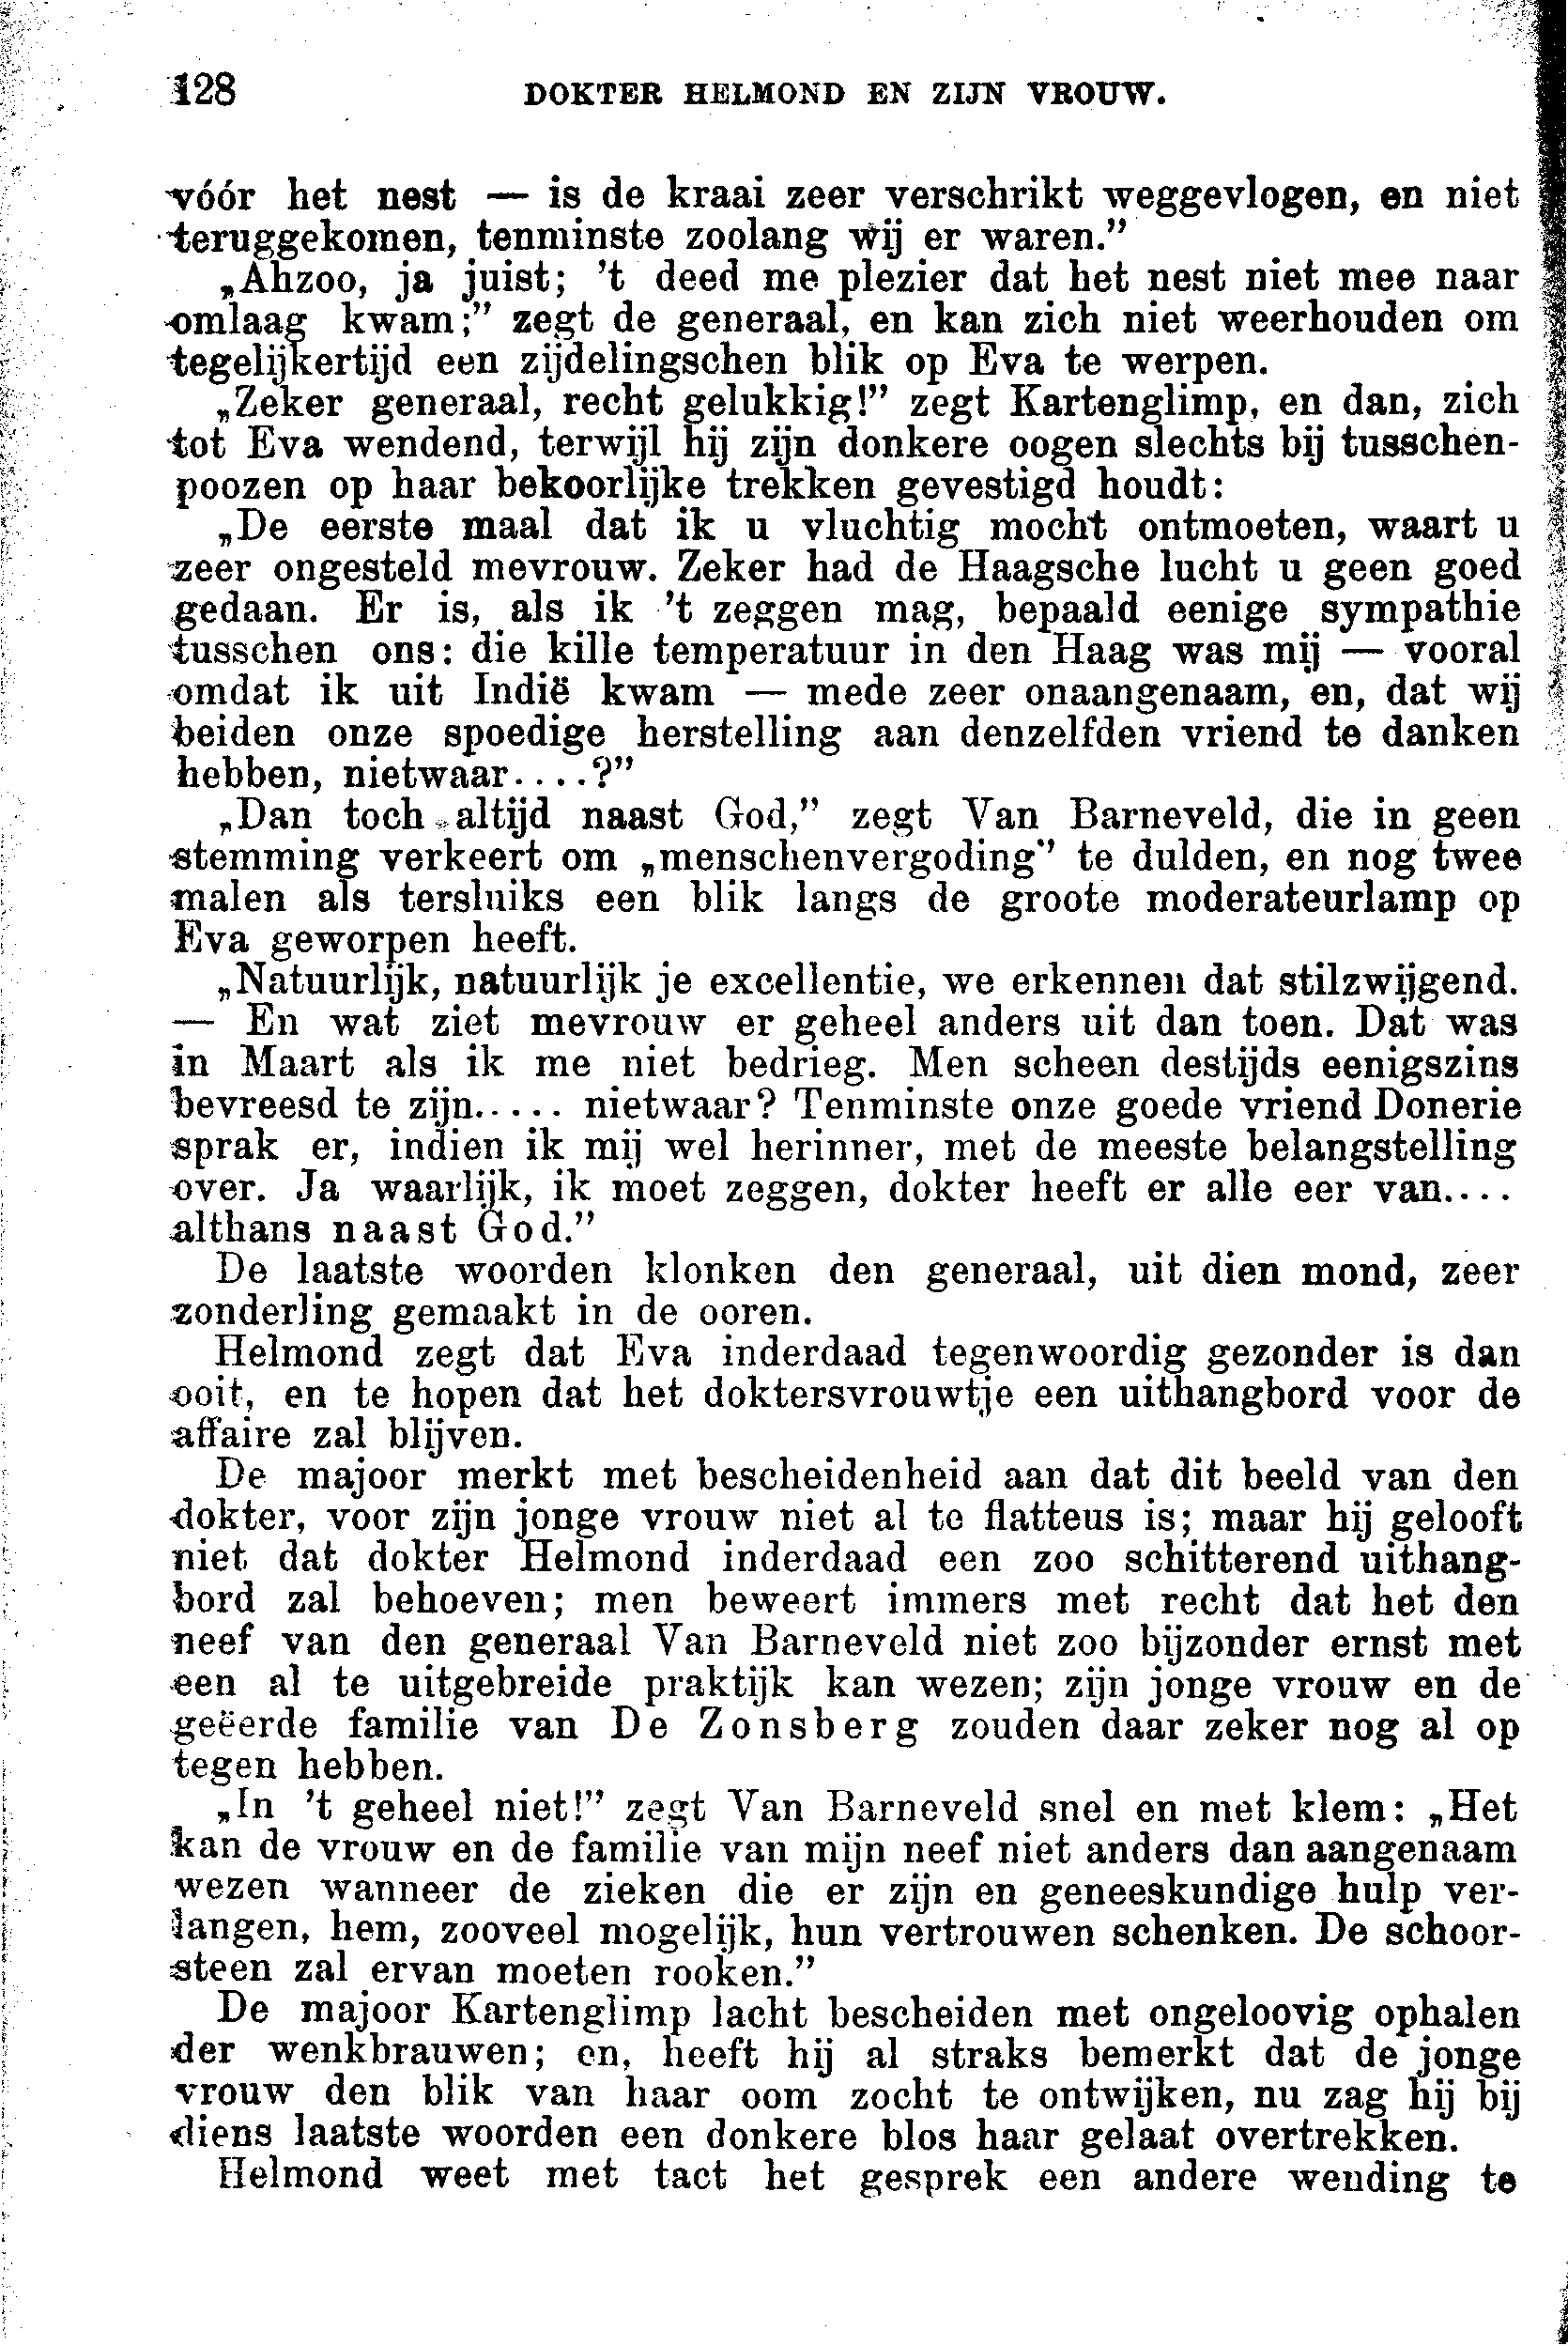 128 DOKTER HELMOND EN ZIJN VROUW.
vóór het nest — is de kraai zeer verschrikt weggevlogen, en niet
teruggekomen, tenminste zoolang wij er waren.”
„Ahzoo, ja juist; ’t deed me plezier dat het nest niet mee naar
omlaag kwam;” zegt de generaal, en kan zich niet weerhouden om
tegelijkertijd een zijdelingschen blik op Eva te werpen.
„Zeker generaal, recht gelukkig!” zegt Kartenglimp, en dan, zich
tot Eva wendend, terwijl hij zijn donkere oogen slechts bij tusschen-
poozen op haar bekoorlijke trekken gevestigd houdt:
„De eerste maal dat ik u vluchtig mocht ontmoeten, waart u
zeer ongesteld mevrouw. Zeker had de Haagsche lucht u geen goed
gedaan. Er is, als ik ’t zeggen mag, bepaald eenige sympathie
tusschen ons: die kille temperatuur in den Haag was mij — vooral
omdat ik uit Indië kwam — mede zeer onaangenaam, en, dat wij
beiden onze spoedige herstelling aan denzelfden vriend te danken
hebben, nietwaar....?”
„Dan toch altijd naast God,” zegt Van Barneveld, die in geen
stemming verkeert om „menschenvergoding” te dulden, en nog twee
malen als tersluiks een blik langs de groote moderateurlamp op
Eva geworpen heeft.
„Natuurlijk, natuurlijk je excellentie, we erkennen dat stilzwijgend.
— En wat ziet mevrouw er geheel anders uit dan toen. Dat was
in Maart als ik me niet bedrieg. Men scheen destijds eenigszins
bevreesd te zijn..... nietwaar? Tenminste onze goede vriend Donerie
sprak er, indien ik mij wel herinner, met de meeste belangstelling
over. Ja waarlijk, ik moet zeggen, dokter heeft er alle eer van....
althans naast God.”
De laatste woorden klonken den generaal, uit dien mond, zeer
zonderling gemaakt in de ooren.
Helmond zegt dat Eva inderdaad tegenwoordig gezonder is dan
ooit, en te hopen dat het doktersvrouwtje een uithangbord voor de
affaire zal blijven.
De majoor merkt met bescheidenheid aan dat dit beeld van den
dokter, voor zijn jonge vrouw niet al te flatteus is; maar hij gelooft
niet dat dokter Helmond inderdaad een zoo schitterend uithang-
bord zal behoeven; men beweert immers met recht dat het den
neef van den generaal Van Barneveld niet zoo bijzonder ernst met
een al te uitgebreide praktijk kan wezen; zijn jonge vrouw en de
geëerde familie van De Zonsberg zouden daar zeker nog al op
tegen hebben.
„In ’t geheel niet!” zegt Van Barneveld snel en met klem: „Het
kan de vrouw en de familie van mijn neef niet anders dan aangenaam
wezen wanneer de zieken die er zijn en geneeskundige hulp ver-
langen, hem, zooveel mogelijk, hun vertrouwen schenken. De schoor-
steen zal ervan moeten rooken.”
De majoor Kartenglimp lacht bescheiden met ongeloovig ophalen
der wenkbrauwen; en, heeft hij al straks bemerkt dat de jonge
vrouw den blik van haar oom zocht te ontwijken, nu zag hij bij
diens laatste woorden een donkere blos haar gelaat overtrekken.
Helmond weet met tact het gesprek een andere wending te